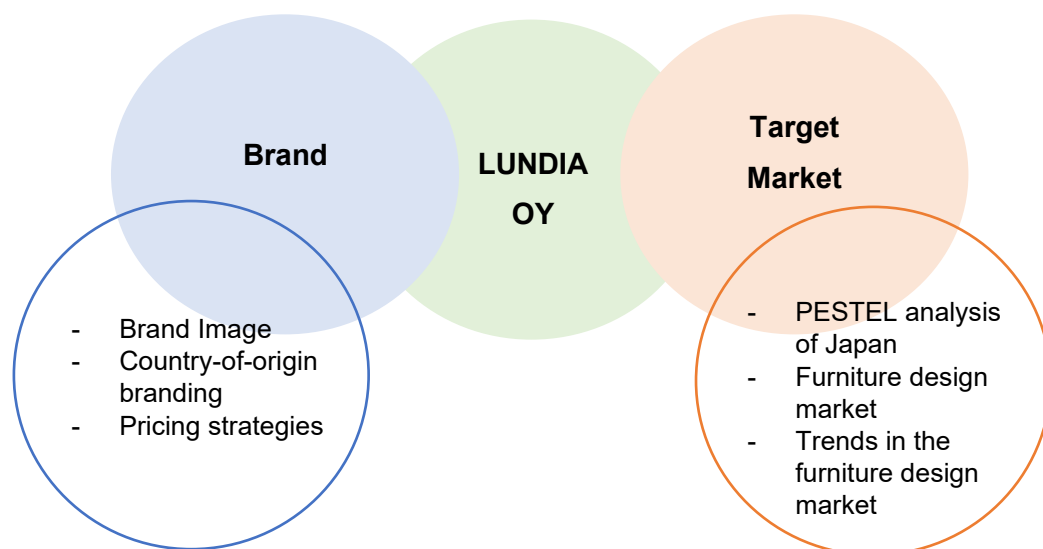 Brand
LUNDIA
OY
Target
Market
- Brand Image
- Country-of-origin
branding
- Pricing strategies
- PESTEL analysis
of Japan
- Furniture design
market
- Trends in the
furniture design
market